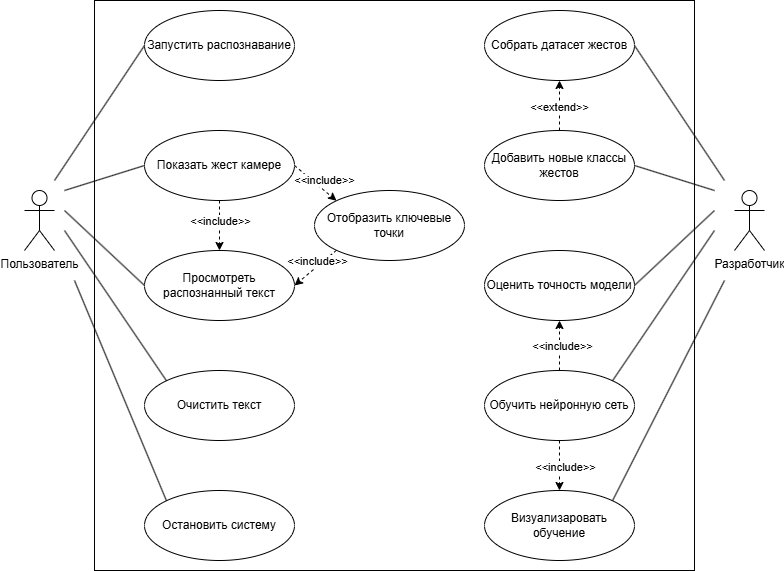 Запустить распознавание
Собрать датасет жестов
<<extend>>
Показать жест камере
Добавить новые классы
жестов
<<include>>
<<include>>
Отобразить ключевые
точки
Пользователь
Разработчик
<<include>>
Просмотреть
распознанный текст
Оценить точность модели
<<include>>
Очистить текст
Обучить нейронную сеть
<<include>>
Остановить систему
Визуализаровать
обучение